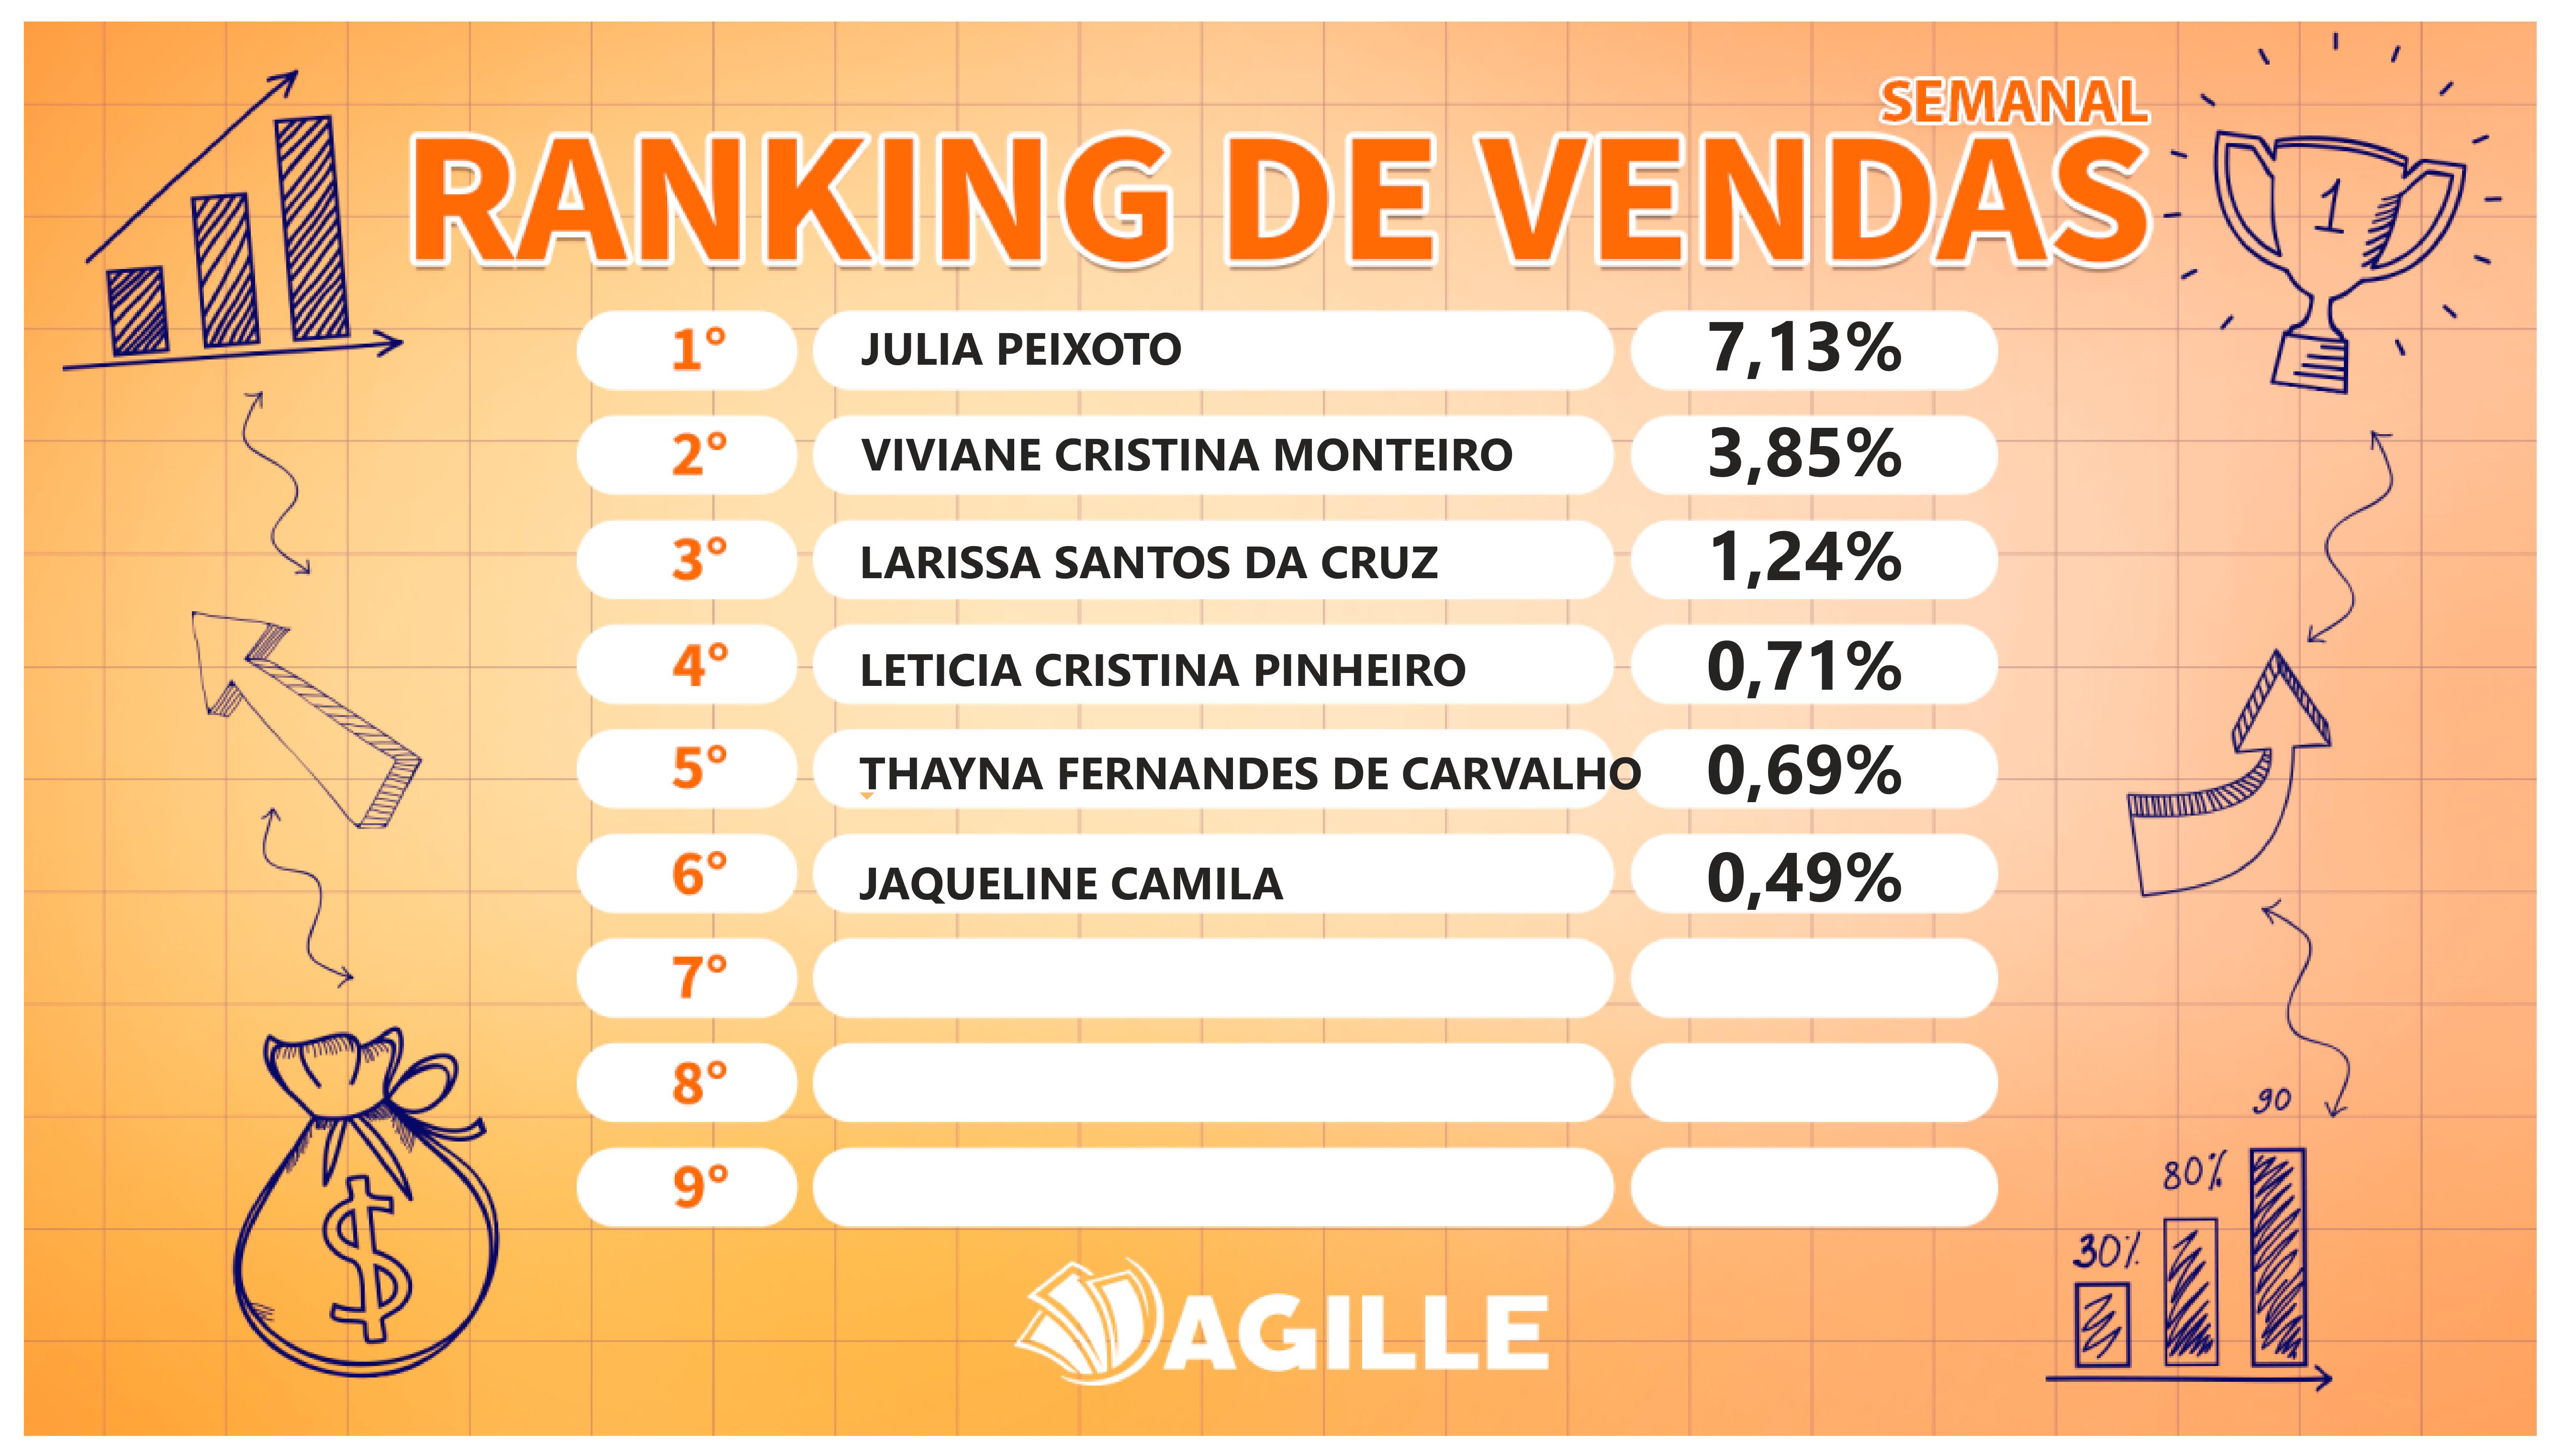 SEMANAL
RANKING DE VENDAS
1
1° JULIA PEIXOTO 7,13%
2° VIVIANE CRISTINA MONTEIRO 3,85%
3° LARISSA SANTOS DA CRUZ 1,24%
4° LETICIA CRISTINA PINHEIRO 0,71%
5° THAYNA FERNANDES DE CARVALHO 0,69%
6° JAQUELINE CAMILA 0,49%
7°
8°
9°
$
90
80%
30%
AGILLE